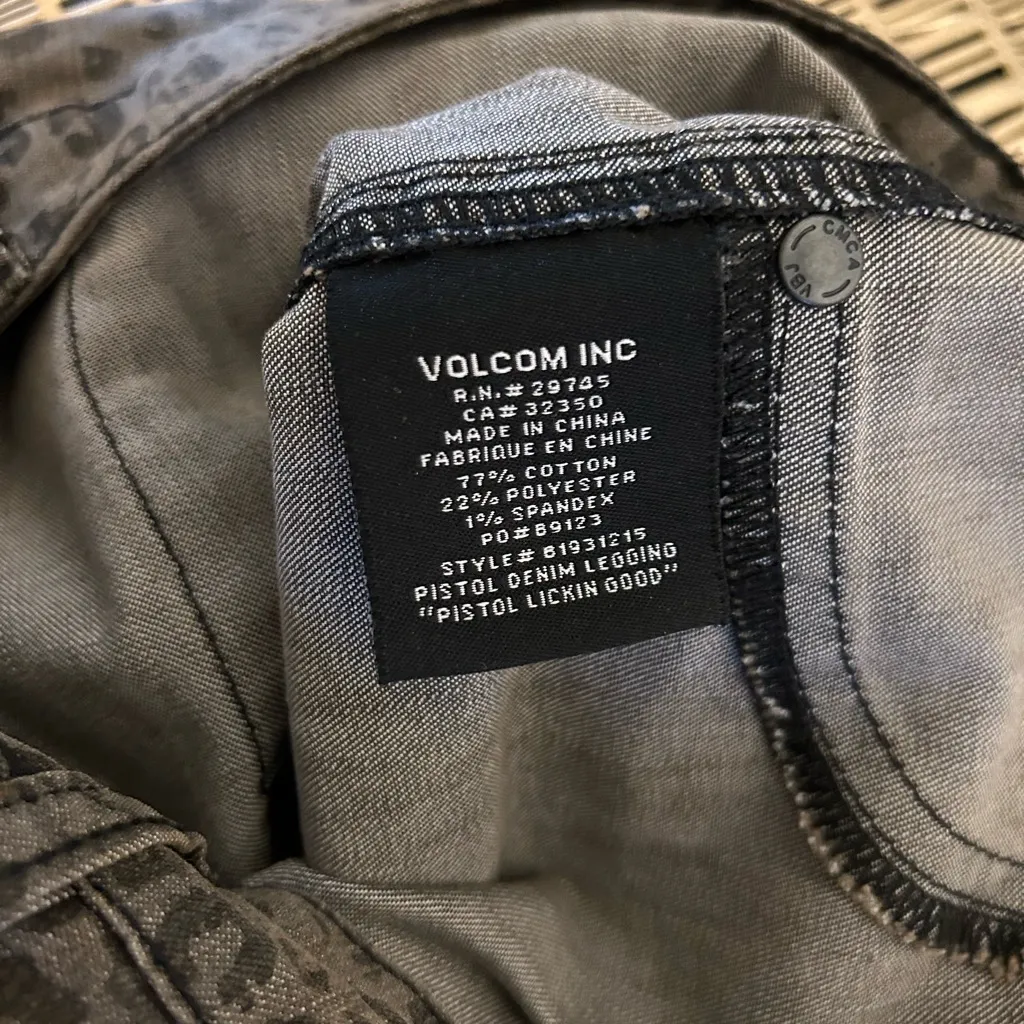 VOLCOM INC
R.N.# 29745
CA# 32350
MADE IN CHINA
FABRIQUE EN CHINE
77% COTTON
22% POLYESTER
1% SPANDEX
PO#89123
STYLE# B1931215
PISTOL DENIM LEGGING
"PISTOL LICKIN GOOD"
CMCA